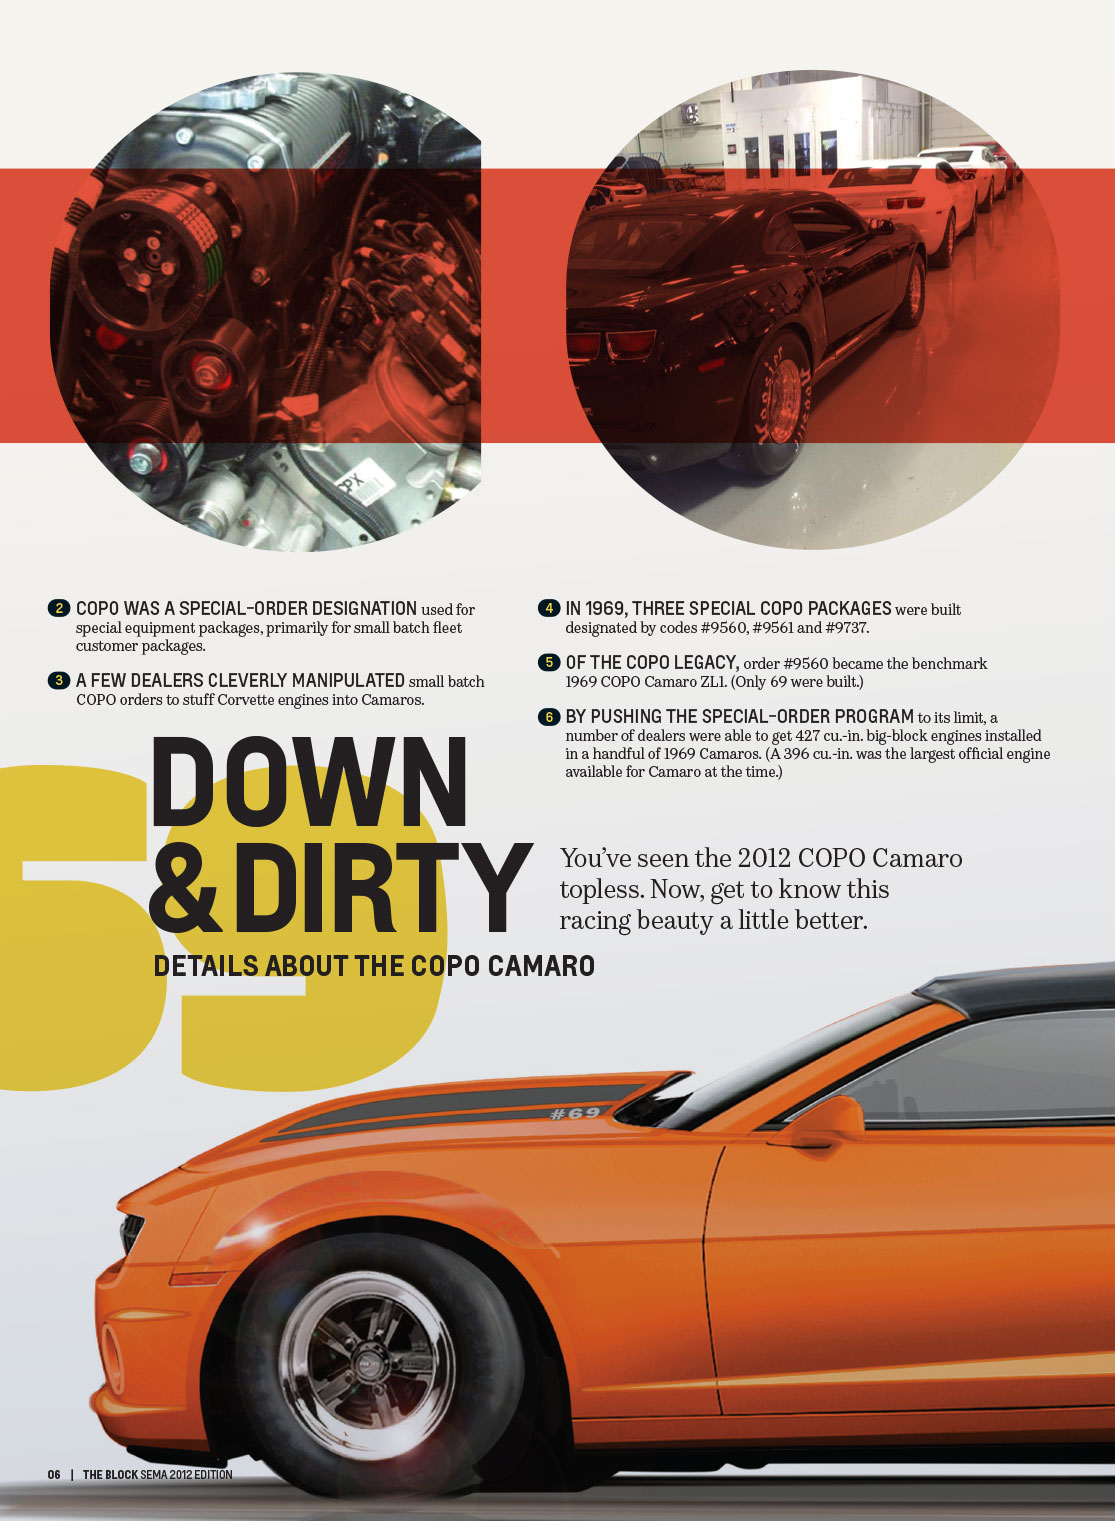 CPX
2 COPO WAS A SPECIAL-ORDER DESIGNATION used for
special equipment packages, primarily for small batch fleet
customer packages.
3 A FEW DEALERS CLEVERLY MANIPULATED small batch
COPO orders to stuff Corvette engines into Camaros.
4 IN 1969, THREE SPECIAL COPO PACKAGES were built
designated by codes #9560, #9561 and #9737.
5 OF THE COPO LEGACY, order #9560 became the benchmark
1969 COPO Camaro ZL1. (Only 69 were built.)
6 BY PUSHING THE SPECIAL-ORDER PROGRAM to its limit, a
number of dealers were able to get 427 cu.-in. big-block engines installed
in a handful of 1969 Camaros. (A 396 cu.-in. was the largest official engine
available for Camaro at the time.)
69
DOWN
& DIRTY
DETAILS ABOUT THE COPO CAMARO
You've seen the 2012 COPO Camaro
topless. Now, get to know this
racing beauty a little better.
#69
06 | THE BLOCK SEMA 2012 EDITION